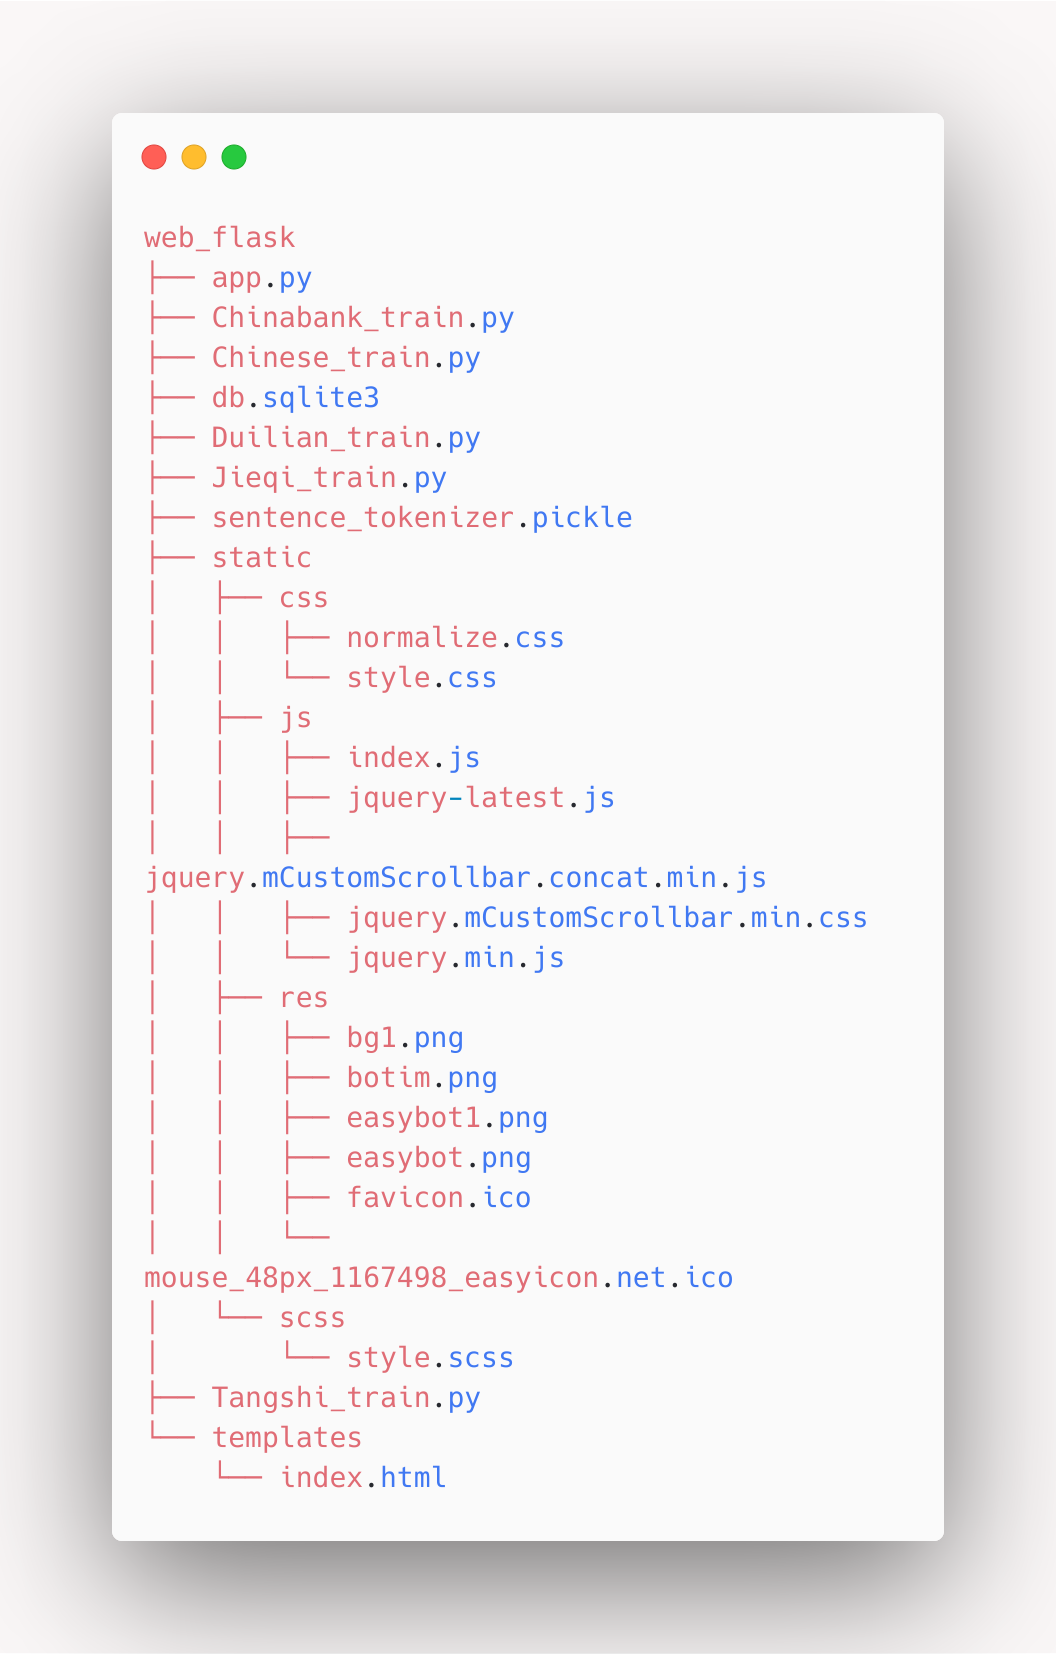 web_flask
├── app.py
├── Chinabank_train.py
├── Chinese_train.py
├── db.sqlite3
├── Duilian_train.py
├── Jieqi_train.py
├── sentence_tokenizer.pickle
├── static
│   ├── css
│   │   ├── normalize.css
│   │   └── style.css
│   ├── js
│   │   ├── index.js
│   │   ├── jquery-latest.js
│   │   ├──
jquery.mCustomScrollbar.concat.min.js
│   │   ├── jquery.mCustomScrollbar.min.css
│   │   └── jquery.min.js
│   ├── res
│   │   ├── bg1.png
│   │   ├── botim.png
│   │   ├── easybot1.png
│   │   ├── easybot.png
│   │   ├── favicon.ico
│   │   └──
mouse_48px_1167498_easyicon.net.ico
│   └── scss
│       └── style.scss
├── Tangshi_train.py
└── templates
    └── index.html